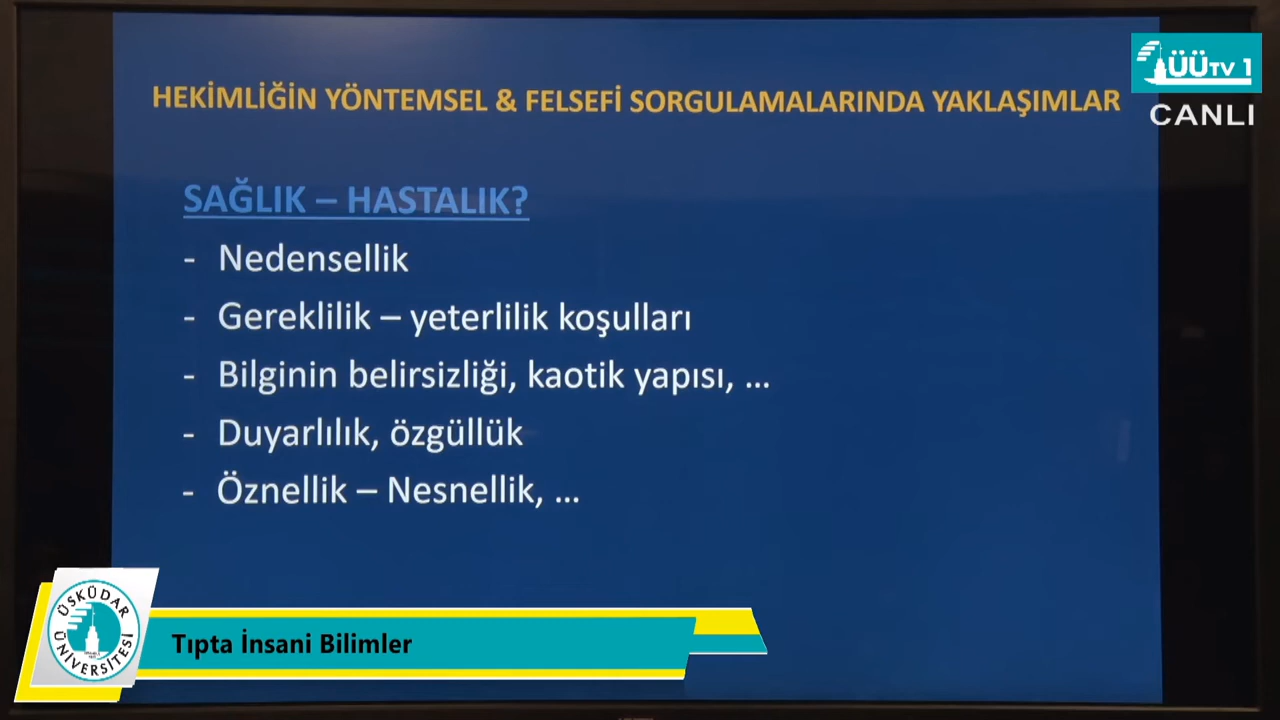 ÜÜTV 1
CANLI
HEKİMLİĞİN YÖNTEMSEL & FELSEFİ SORGULAMALARINDA YAKLAŞIMLAR
SAĞLIK – HASTALIK?
- Nedensellik
- Gereklilik – yeterlilik koşulları
- Bilginin belirsizliği, kaotik yapısı, ...
- Duyarlılık, özgüllük
- Öznellik – Nesnellik, ...
ÜSKÜDAR ÜNİVERSİTESİ
Tıpta İnsani Bilimler